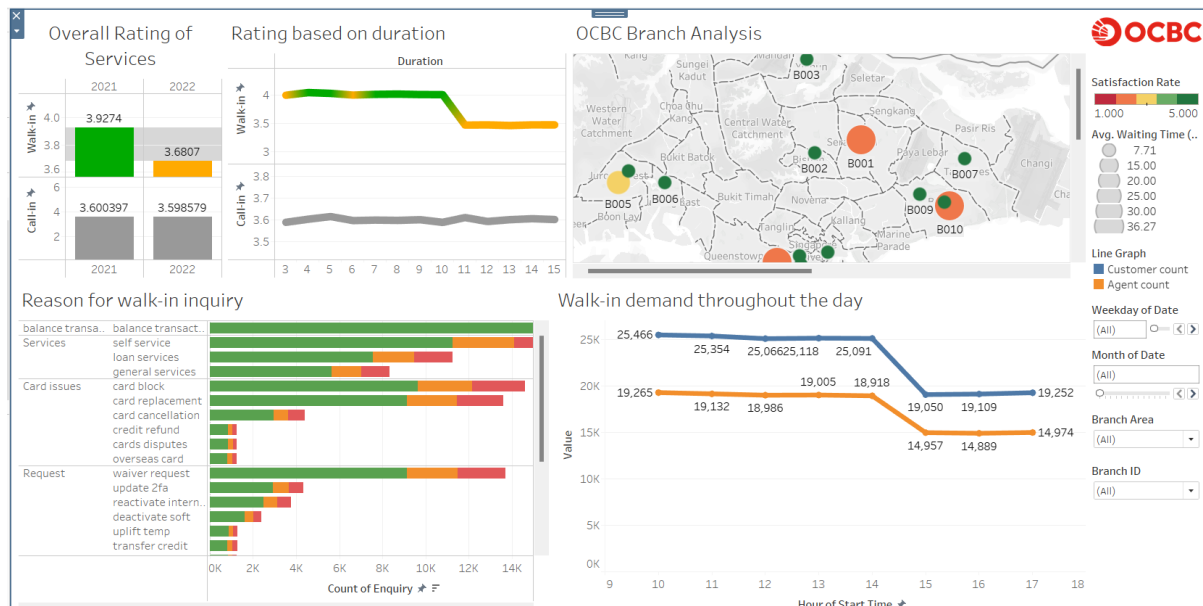 Overall Rating of
Services
2021
2022
Walk-in
4.0
3.8
3.6
3.9274
3.6807
Call-in
6
4
2
3.600397
3.598579
2021
2022
Rating based on duration
Duration
Walk-in
4
3.5
3
Call-in
3.8
3.7
3.6
3.5
3 4 5 6 7 8 9 10 11 12 13 14 15
OCBC Branch Analysis
Kang
Sungei
Kadut
Mandai
B003
Seletar
Western
Water
Catchment
Choa Chu
Kang
Central Water
Catchment
Sengkang
Pasir Ris
Bukit Batok
B002
B001
Paya Lebar
B007
Changi
B005
B006
East
Boon Lay
Bukit Timah
Novena
B009
B010
Tanglin
Kallang
Marine
Parade
Queenstown
OCBC
Satisfaction Rate
1.000
5.000
Avg. Waiting Time (..
7.71
15.00
20.00
25.00
30.00
36.27
Line Graph
Customer count
Agent count
Weekday of Date
(All)
Month of Date
(All)
Branch Area
(All)
Branch ID
(All)
Reason for walk-in inquiry
balance transa..
balance transact..
Services
self service
loan services
general services
Card issues
card block
card replacement
card cancellation
credit refund
cards disputes
overseas card
Request
waiver request
update 2fa
reactivate intern..
deactivate soft
uplift temp
transfer credit
0K 2K 4K 6K 8K 10K 12K 14K
Count of Enquiry
Walk-in demand throughout the day
Value
25K
20K
15K
10K
5K
0K
25,466
25,354
25,066
25,118
25,091
19,050
19,109
19,252
19,265
19,132
18,986
19,005
18,918
14,957
14,889
14,974
9 10 11 12 13 14 15 16 17 18
Hour of Start Time